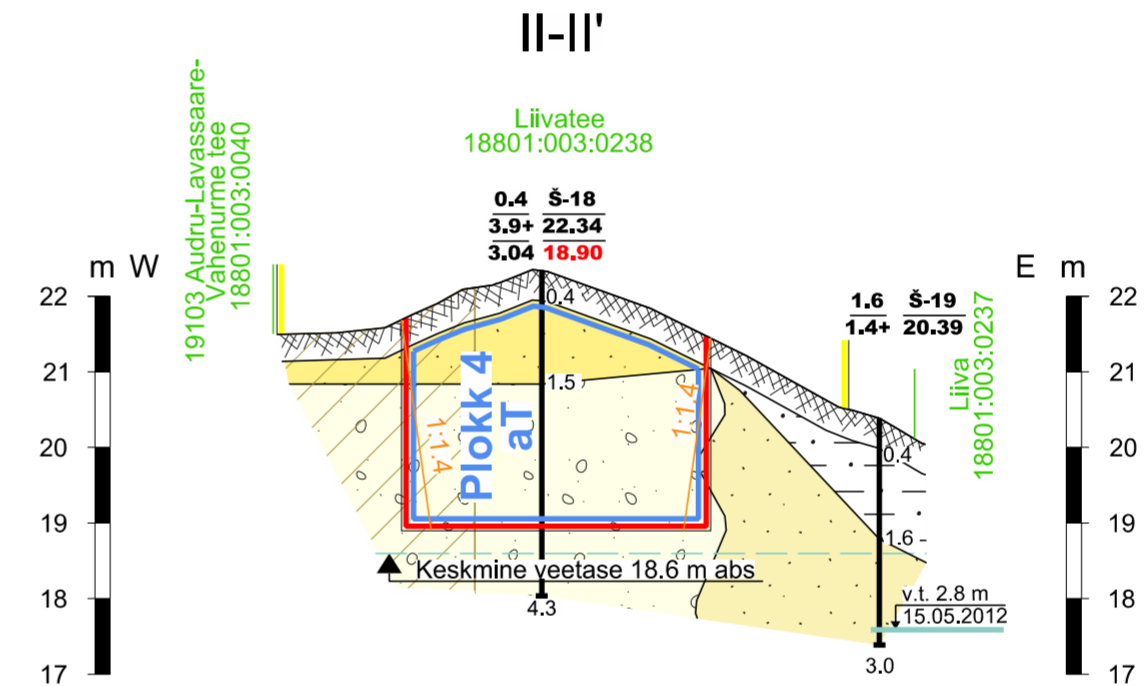 II-II'
19103 Audru-Lavassaare-
Vahenurme tee
18801:003:0040
Liivatee
18801:003:0238
0.4 Š-18
3.9+ 22.34
3.04 18.90
m W
E m
1.6 Š-19
1.4+ 20.39
Liiva
18801:003:0237
22
21
20
19
18
17
0.4
1.5
4.3
Plokk 4
aT
1:1.4
1:1.4
Keskmine veetase 18.6 m abs
0.4
1.6
v.t. 2.8 m
15.05.2012
3.0
22
21
20
19
18
17